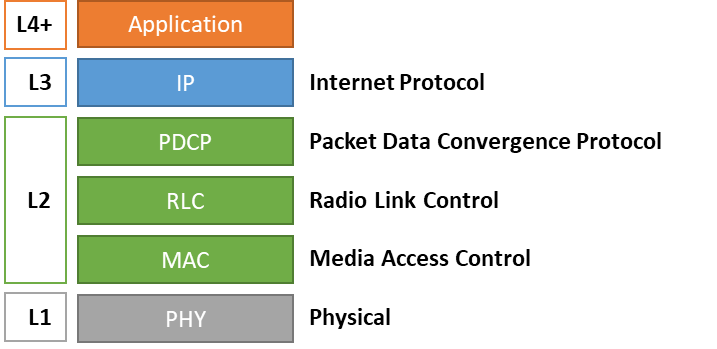 L4+ Application
L3 IP Internet Protocol
PDCP Packet Data Convergence Protocol
L2 RLC Radio Link Control
MAC Media Access Control
L1 PHY Physical